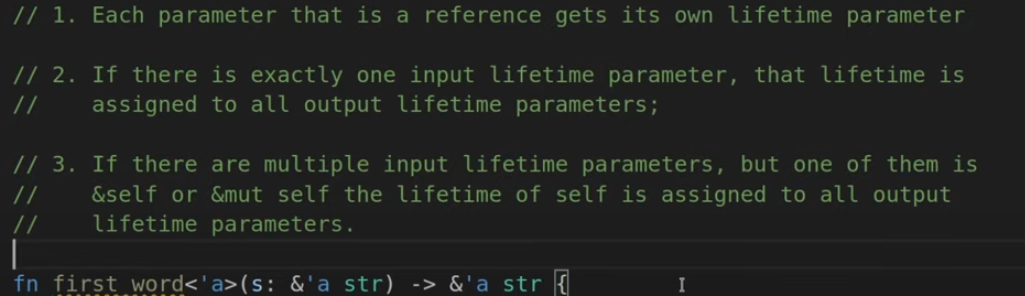 // 1. Each parameter that is a reference gets its own lifetime parameter
// 2. If there is exactly one input lifetime parameter, that lifetime is
//    assigned to all output lifetime parameters;
// 3. If there are multiple input lifetime parameters, but one of them is
//    &self or &mut self the lifetime of self is assigned to all output
//    lifetime parameters.
fn first_word<'a>(s: &'a str) -> &'a str {